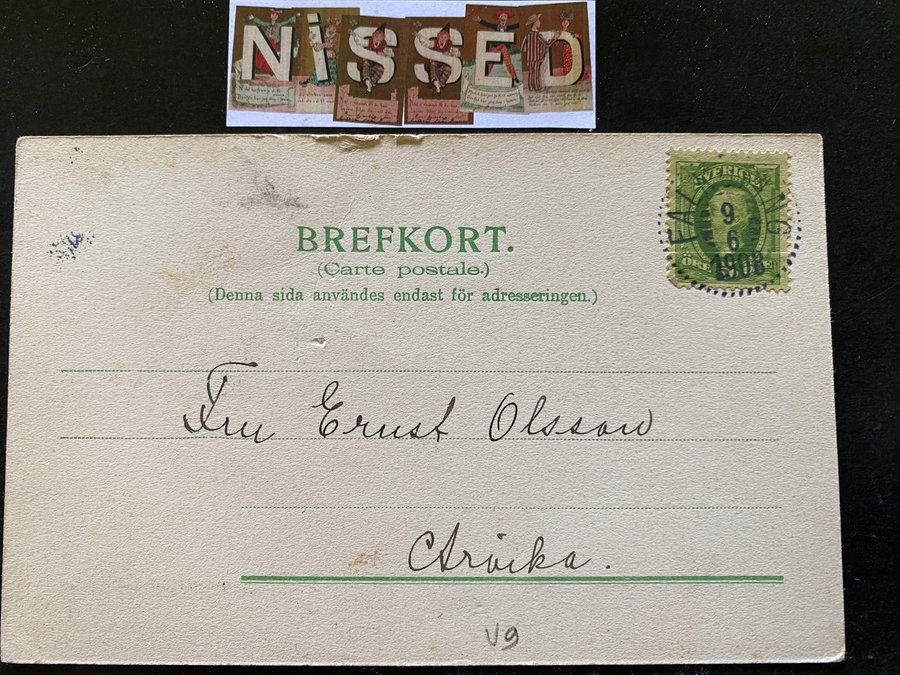 NiSSED
BREFKORT.
(Carte postale.)
(Denna sida användes endast för adresseringen.)
SVERIGE
9
6
ÖRE
Fru Ernst Olsson
Arvika.
V9